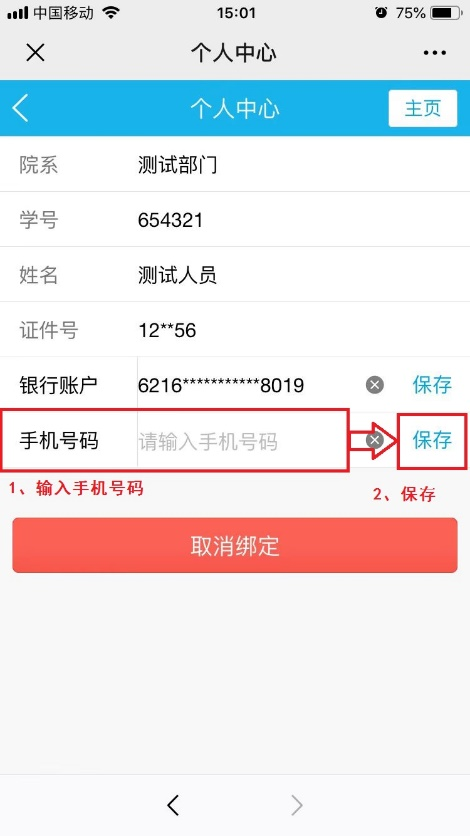 中国移动 15:01 75%
个人中心
个人中心 主页
院系 测试部门
学号 654321
姓名 测试人员
证件号 12**56
银行账户 6216***********8019 保存
手机号码 请输入手机号码 保存
1、输入手机号码 2、保存
取消绑定